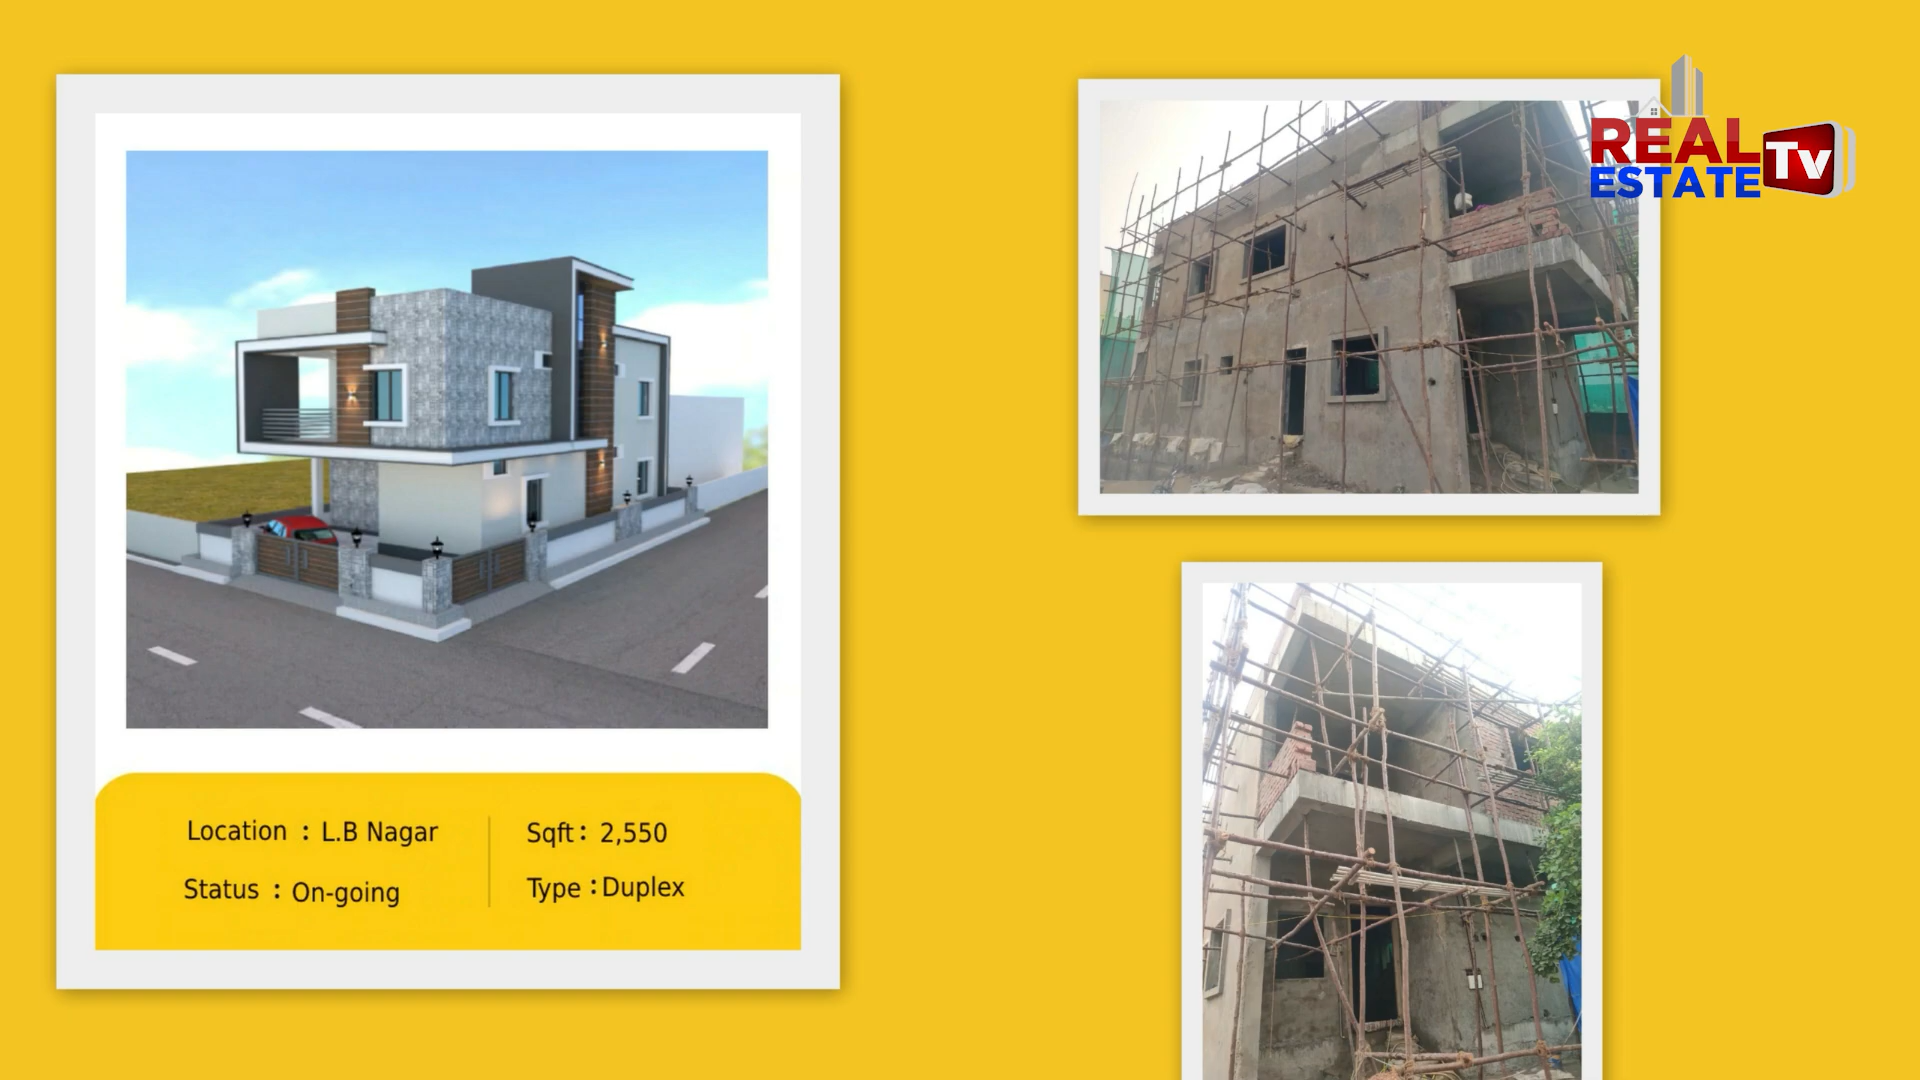 Location : L.B Nagar
Status : On-going
Sqft : 2,550
Type : Duplex
REAL
ESTATE
Tv